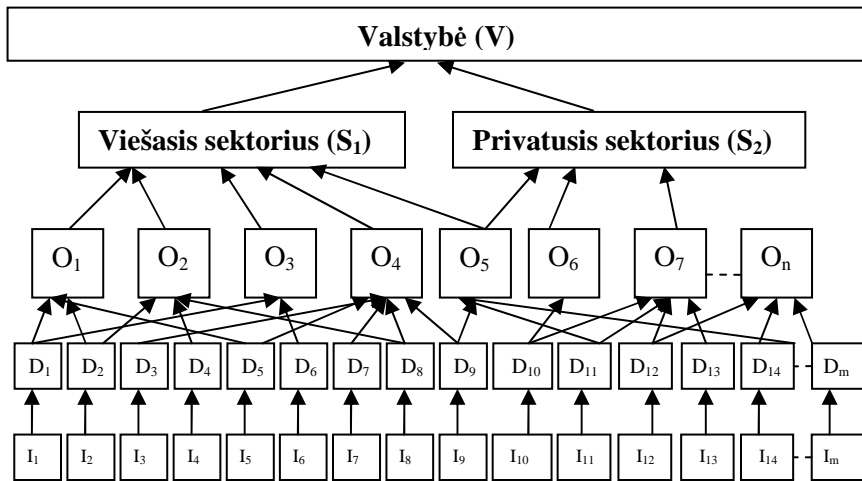 Valstybė (V)
Viešasis sektorius (S₁) Privatusis sektorius (S₂)
O₁ O₂ O₃ O₄ O₅ O₆ O₇ Oₙ
D₁ D₂ D₃ D₄ D₅ D₆ D₇ D₈ D₉ D₁₀ D₁₁ D₁₂ D₁₃ D₁₄ Dₘ
I₁ I₂ I₃ I₄ I₅ I₆ I₇ I₈ I₉ I₁₀ I₁₁ I₁₂ I₁₃ I₁₄ Iₘ